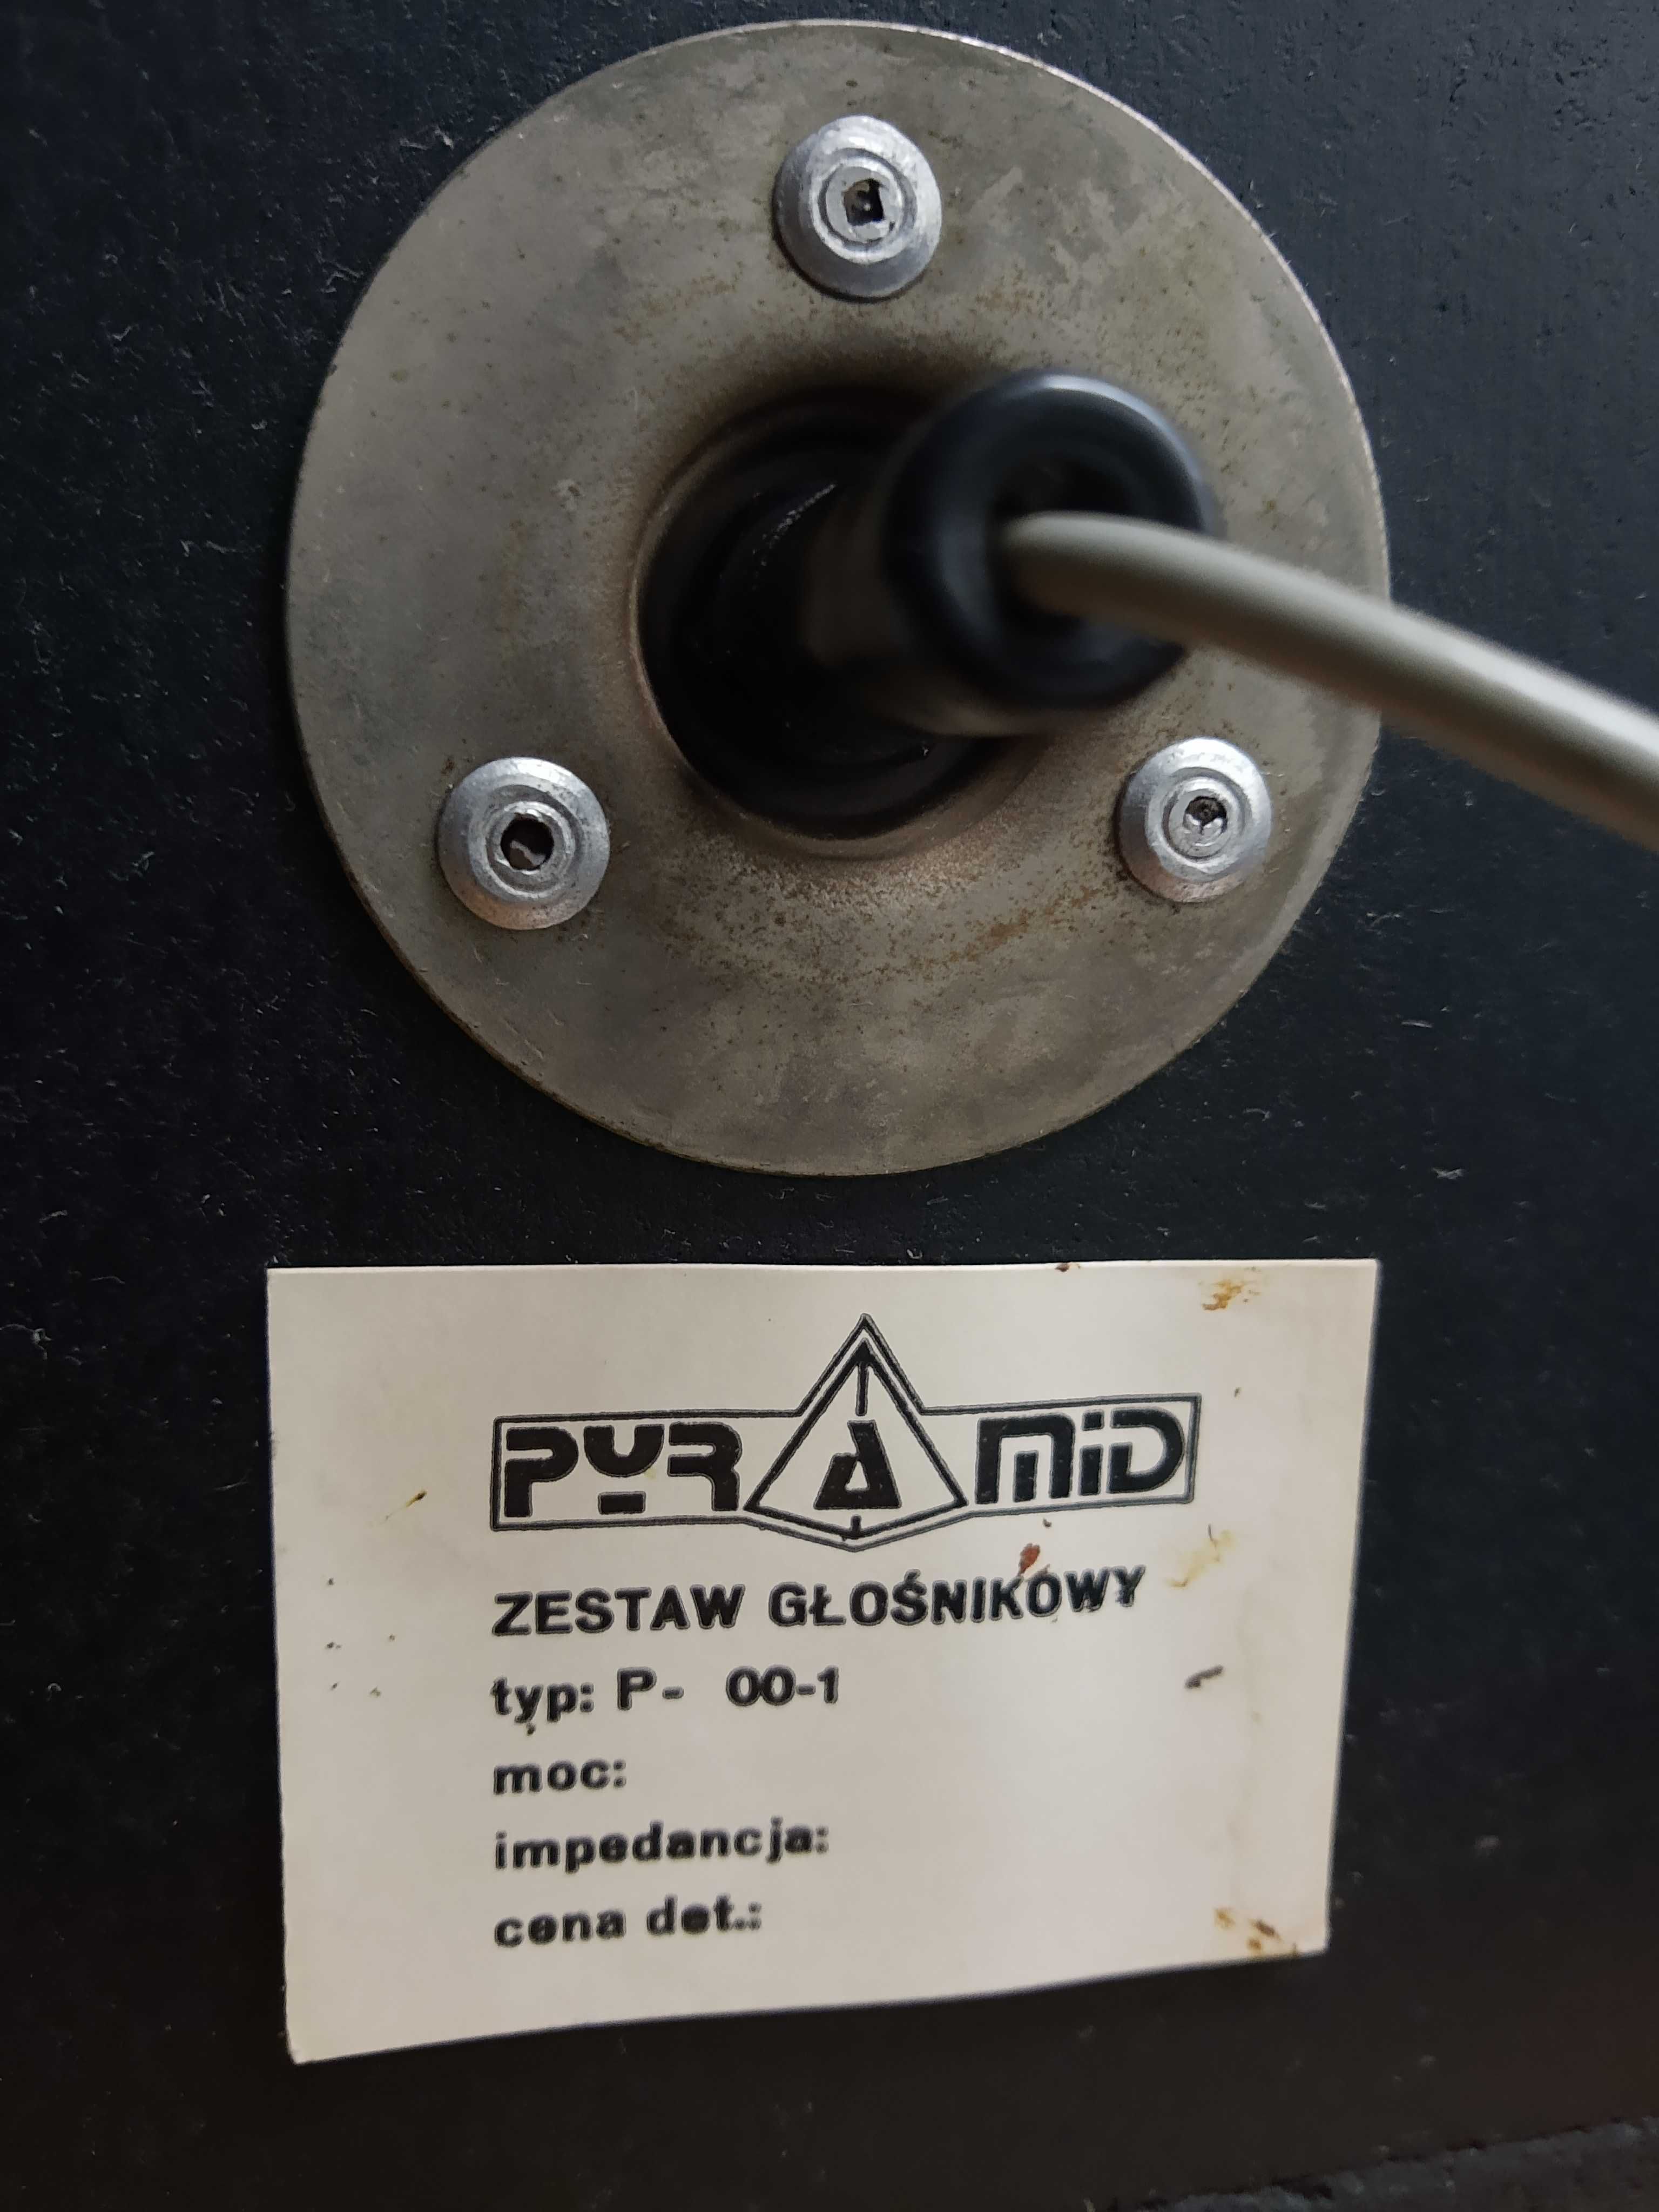 PYRAMiD
ZESTAW GŁOŚNIKOWY
typ: P- 00-1
moc:
impedancja:
cena det.: